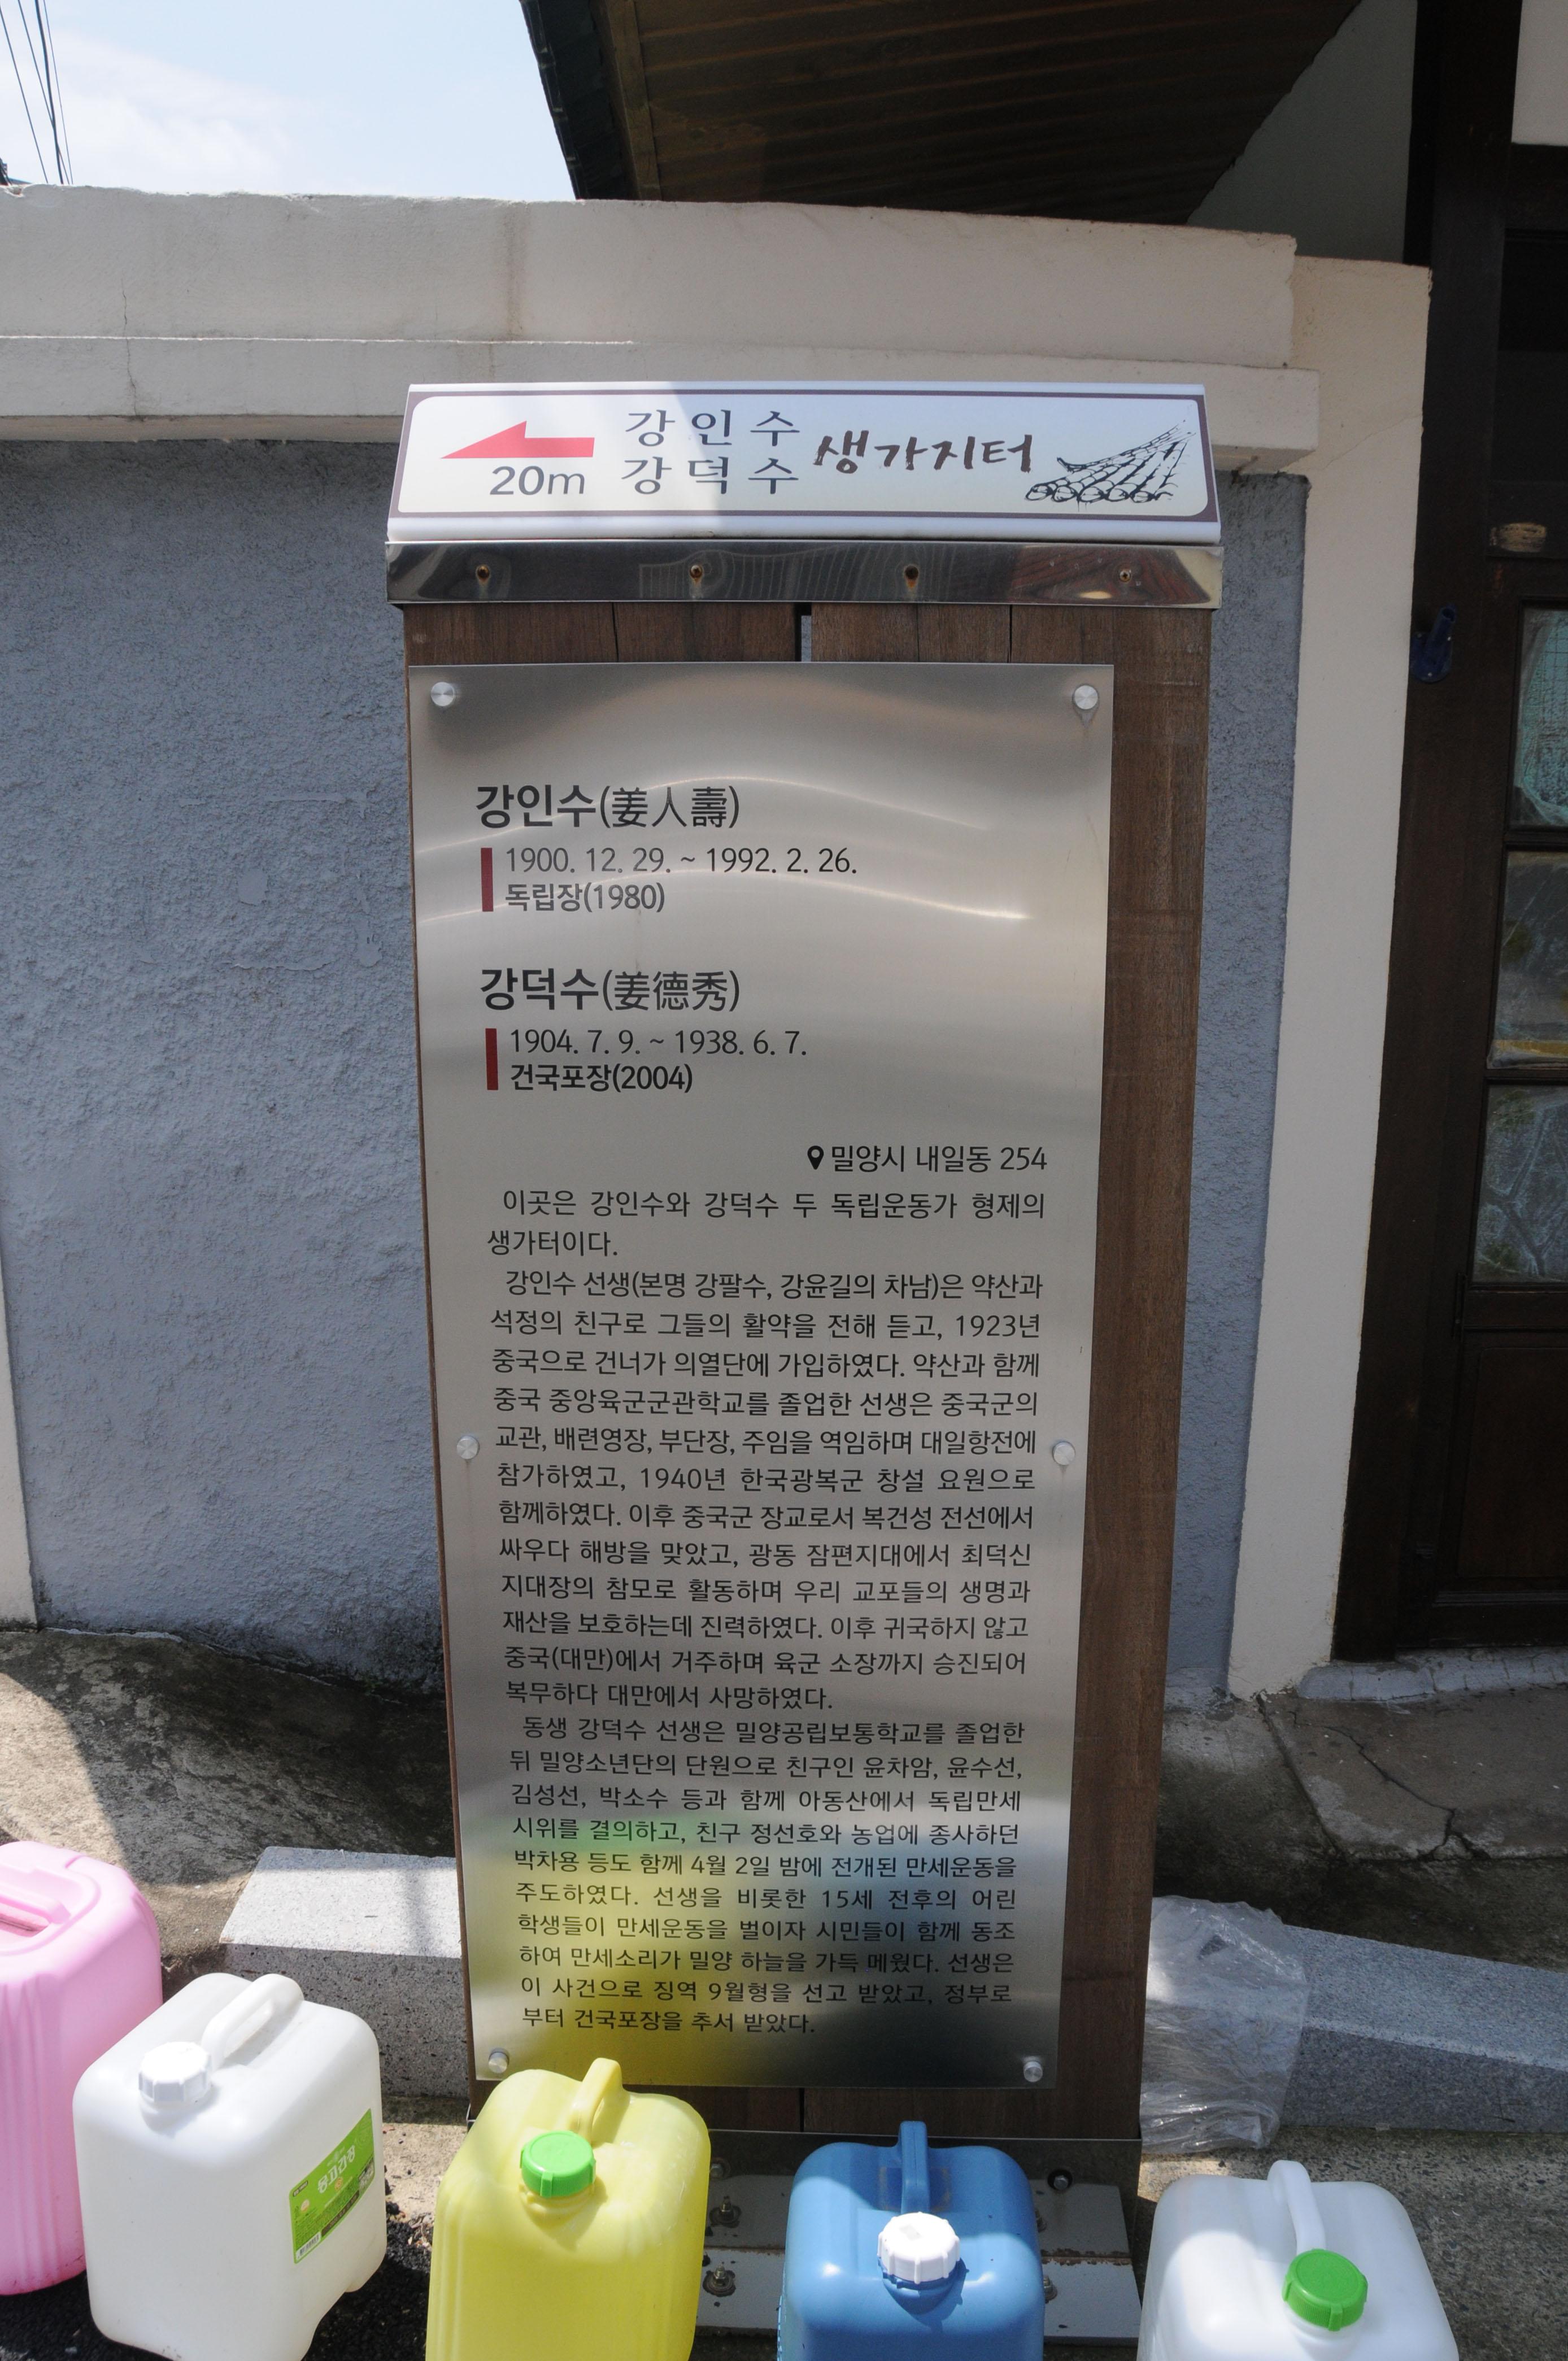 강인수
강덕수
생가지터
20m
강인수(姜人壽)
1900. 12. 29. ~ 1992. 2. 26.
독립장(1980)
강덕수(姜德秀)
1904. 7. 9. ~ 1938. 6. 7.
건국포장(2004)
밀양시 내일동 254
이곳은 강인수와 강덕수 두 독립운동가 형제의
생가터이다.
강인수 선생(본명 강팔수, 강윤길의 차남)은 약산과
석정의 친구로 그들의 활약을 전해 듣고, 1923년
중국으로 건너가 의열단에 가입하였다. 약산과 함께
중국 중앙육군군관학교를 졸업한 선생은 중국군의
교관, 배련영장, 부단장, 주임을 역임하며 대일항전에
참가하였고, 1940년 한국광복군 창설 요원으로
함께하였다. 이후 중국군 장교로서 복건성 전선에서
싸우다 해방을 맞았고, 광동 잠편지대에서 최덕신
지대장의 참모로 활동하며 우리 교포들의 생명과
재산을 보호하는데 진력하였다. 이후 귀국하지 않고
중국(대만)에서 거주하며 육군 소장까지 승진되어
복무하다 대만에서 사망하였다.
동생 강덕수 선생은 밀양공립보통학교를 졸업한
뒤 밀양소년단의 단원으로 친구인 윤차암, 윤수선,
김성선, 박소수 등과 함께 아동산에서 독립만세
시위를 결의하고, 친구 정선호와 농업에 종사하던
박차용 등도 함께 4월 2일 밤에 전개된 만세운동을
주도하였다. 선생을 비롯한 15세 전후의 어린
학생들이 만세운동을 벌이자 시민들이 함께 동조
하여 만세소리가 밀양 하늘을 가득 메웠다. 선생은
이 사건으로 징역 9월형을 선고 받았고, 정부로
부터 건국포장을 추서 받았다.
몽고간장